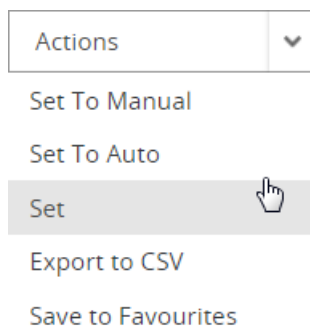 Actions
Set To Manual
Set To Auto
Set
Export to CSV
Save to Favourites